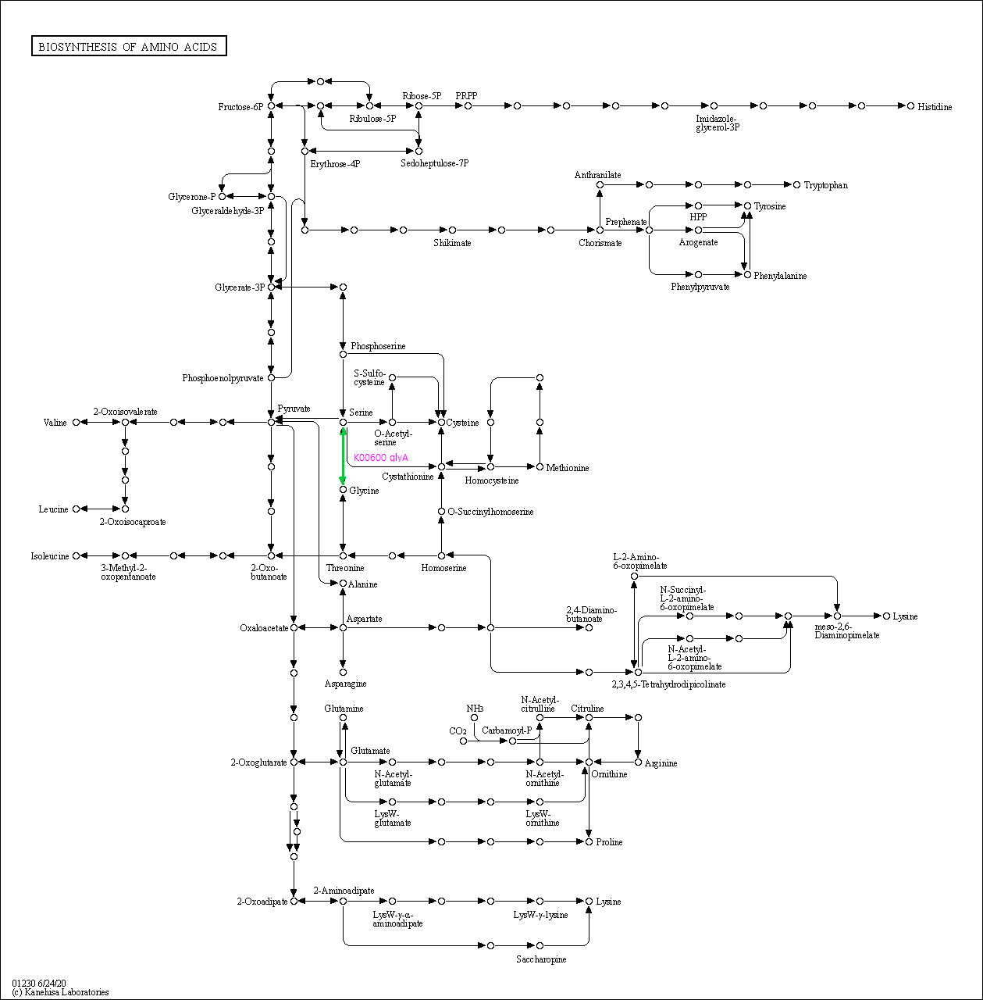 BIOSYNTHESIS OF AMINO ACIDS
Fructose-6P
Ribulose-5P
Ribose-5P
PRPP
Imidazole-
glycerol-3P
Histidine
Erythrose-4P
Sedoheptulose-7P
Glycerone-P
Glyceraldehyde-3P
Anthranilate
Tryptophan
Prephenate
HPP
Tyrosine
Shikimate
Chorismate
Arogenate
Phenylpyruvate
Phenylalanine
Glycerate-3P
Phosphoserine
S-Sulfo-
cysteine
Phosphoenolpyruvate
Pyruvate
Serine
Valine
2-Oxoisovalerate
O-Acetyl-
serine
Cysteine
K00600 glyA
Cystathionine
Homocysteine
Methionine
Glycine
Leucine
2-Oxoisocaproate
O-Succinylhomoserine
Isoleucine
3-Methyl-2-
oxopentanoate
2-Oxo-
butanoate
Threonine
Homoserine
Alanine
L-2-Amino-
6-oxopimelate
N-Succinyl-
L-2-amino-
6-oxopimelate
Oxaloacetate
Aspartate
2,4-Diamino-
butanoate
meso-2,6-
Diaminopimelate
Lysine
N-Acetyl-
L-2-amino-
6-oxopimelate
Asparagine
2,3,4,5-Tetrahydrodipicolinate
Glutamine
NH3
N-Acetyl-
citrulline
Citruline
CO2
Carbamoyl-P
2-Oxoglutarate
Glutamate
N-Acetyl-
glutamate
N-Acetyl-
ornithine
Ornithine
Arginine
LysW-
glutamate
LysW-
ornithine
Proline
2-Oxoadipate
2-Aminoadipate
LysW-γ-α-
aminoadipate
LysW-γ-lysine
Lysine
Saccharopine
01230 6/24/20
(c) Kanehisa Laboratories